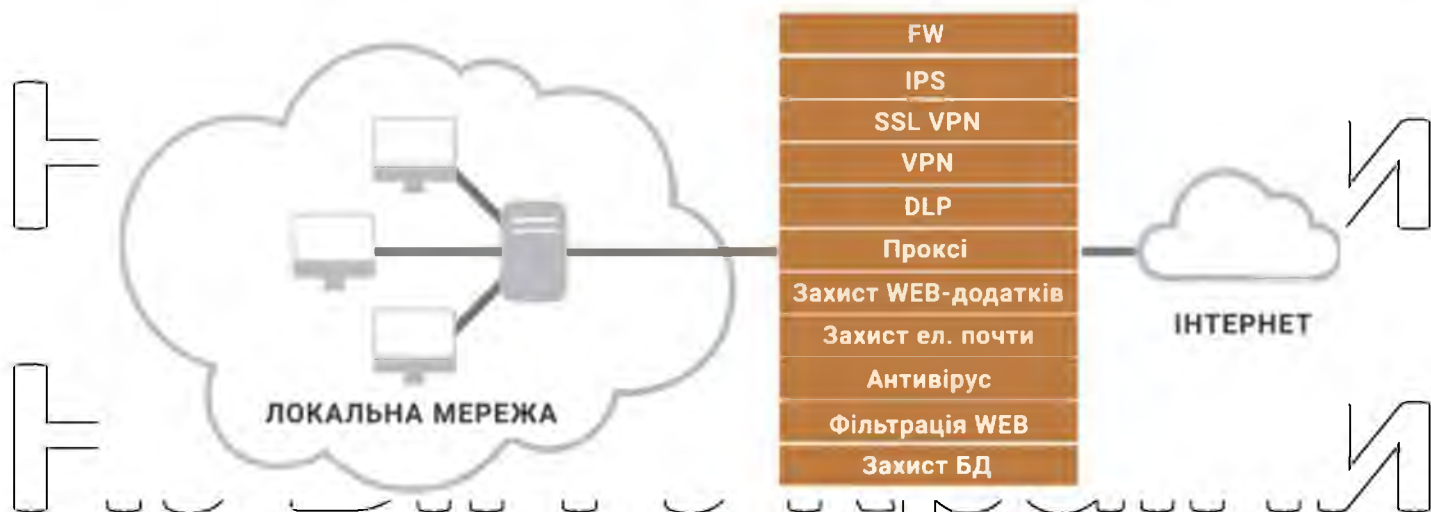 FW
IPS
SSL VPN
VPN
DLP
Проксі
Захист WEB-додатків
Захист ел. почти
Антивірус
Фільтрація WEB
Захист БД
ЛОКАЛЬНА МЕРЕЖА
ІНТЕРНЕТ